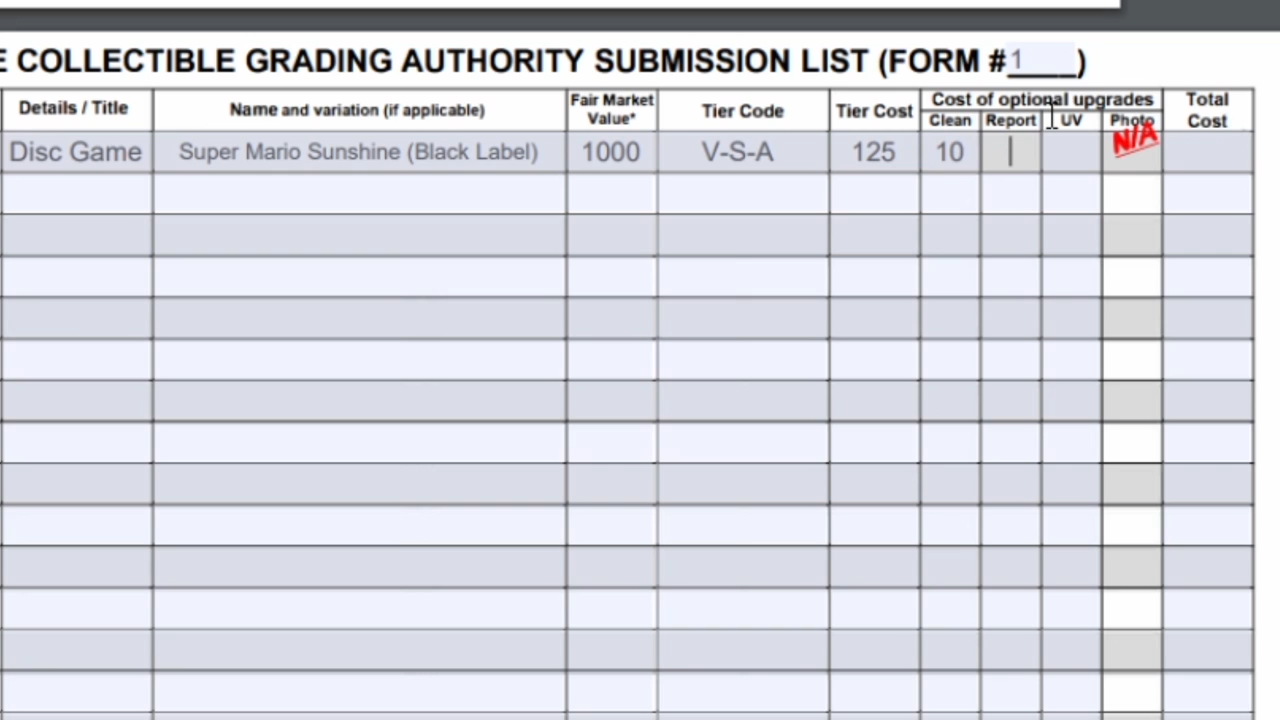 E COLLECTIBLE GRADING AUTHORITY SUBMISSION LIST (FORM #1____)
Details / Title Name and variation (if applicable) Fair Market Value* Tier Code Tier Cost Cost of optional upgrades Total Cost
Clean Report UV Photo
N/A
Disc Game Super Mario Sunshine (Black Label) 1000 V-S-A 125 10